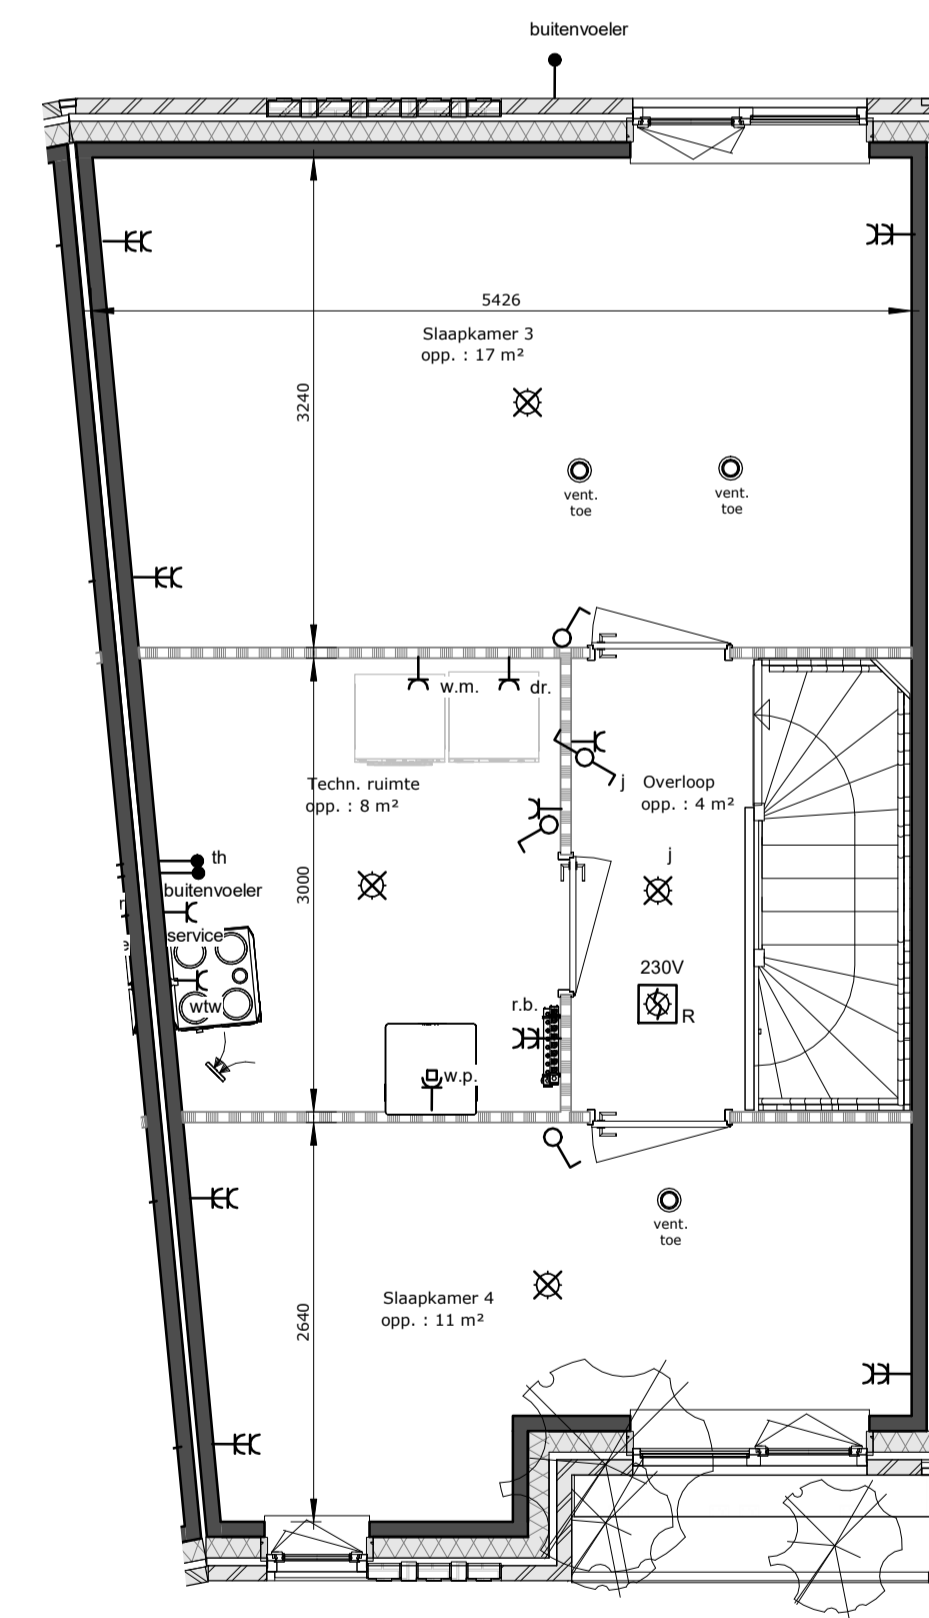 buitenvoeler
5426
Slaapkamer 3
opp. : 17 m²
3240
vent.
toe
vent.
toe
w.m.
dr.
Techn. ruimte
opp. : 8 m²
j
Overloop
opp. : 4 m²
j
th
buitenvoeler
3000
service
wtw
230V
R
r.b.
w.p.
vent.
toe
Slaapkamer 4
opp. : 11 m²
2640